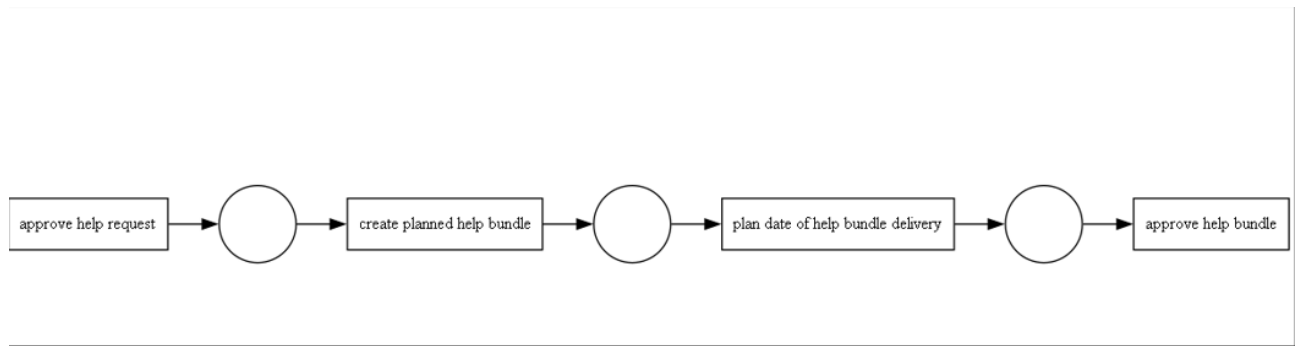 approve help request
create planned help bundle
plan date of help bundle delivery
approve help bundle